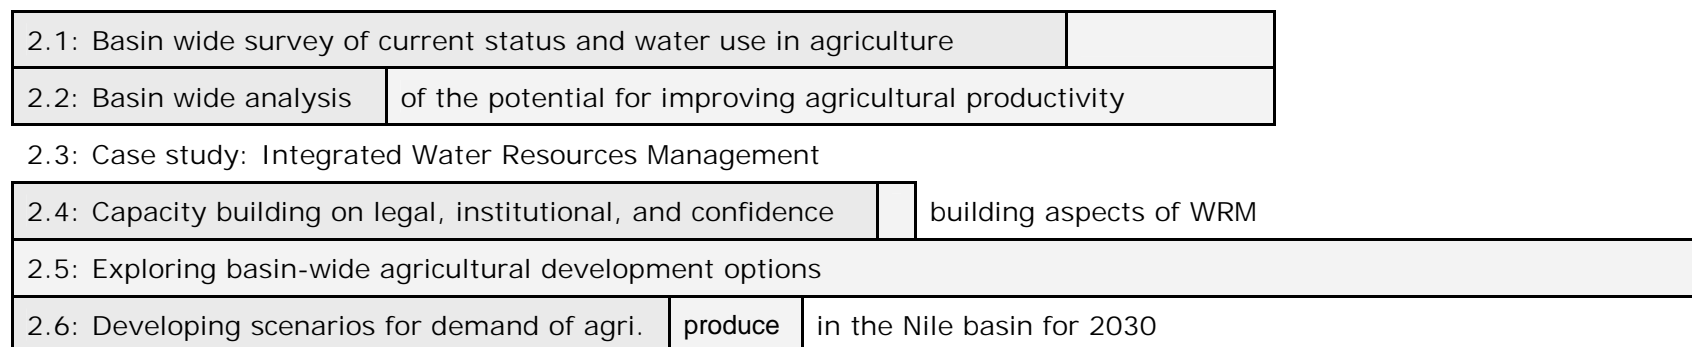 2.1: Basin wide survey of current status and water use in agriculture
2.2: Basin wide analysis of the potential for improving agricultural productivity
2.3: Case study: Integrated Water Resources Management
2.4: Capacity building on legal, institutional, and confidence building aspects of WRM
2.5: Exploring basin-wide agricultural development options
2.6: Developing scenarios for demand of agri. produce in the Nile basin for 2030